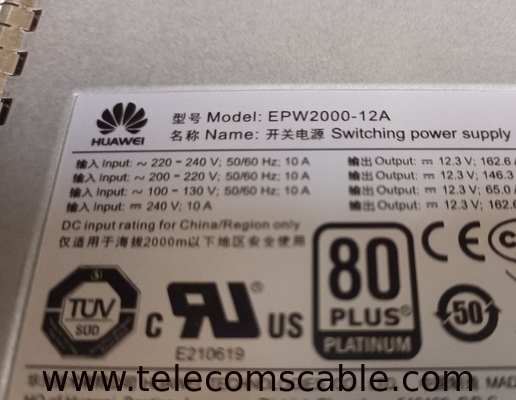 HUAWEI
型号 Model: EPW2000-12A
名称 Name: 开关电源 Switching power supply
输入 Input: ~ 220-240 V; 50/60 Hz; 10 A 输出 Output: ⎓ 12.3 V; 162.6
输入 Input: ~ 200-220 V; 50/60 Hz; 10 A 输出 Output: ⎓ 12.3 V; 146.3
输入 Input: ~ 100-130 V; 50/60 Hz; 10 A 输出 Output: ⎓ 12.3 V; 65.0
输入 Input: ⎓ 240 V; 10 A 输出 Output: ⎓ 12.3 V; 162.6
DC input rating for China/Region only
仅适用于海拔2000m以下地区安全使用
TÜV
SÜD
C RU US
E210619
80
PLUS
PLATINUM
CE
50
www.telecomscable.com